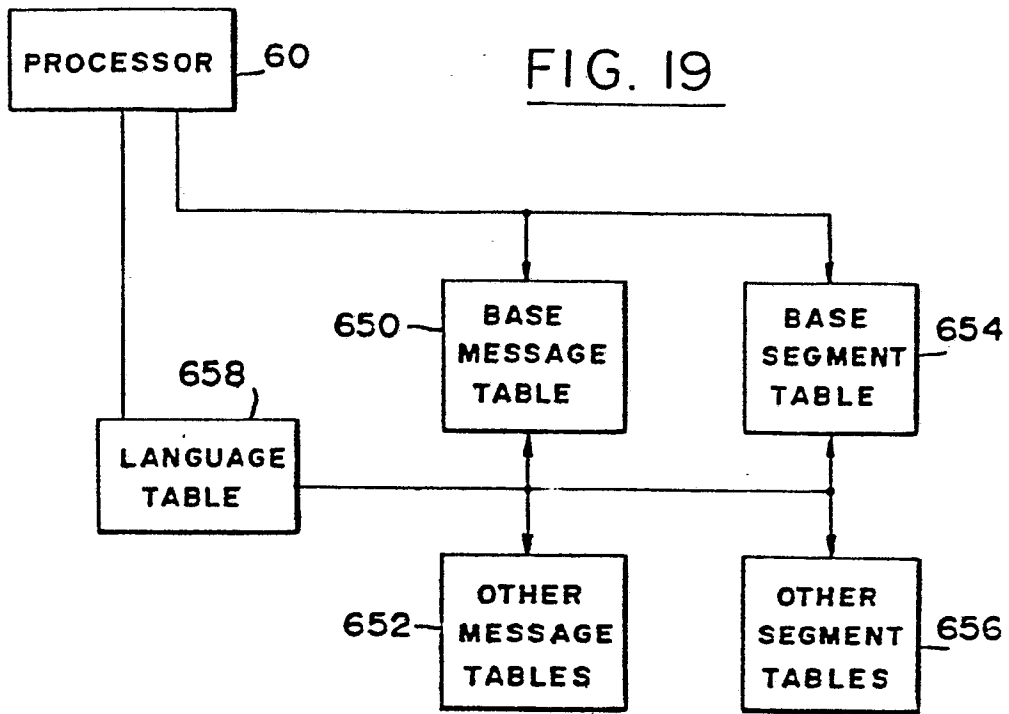 PROCESSOR
60
FIG. 19
650
BASE
MESSAGE
TABLE
BASE
SEGMENT
TABLE
654
658
LANGUAGE
TABLE
652
OTHER
MESSAGE
TABLES
OTHER
SEGMENT
TABLES
656